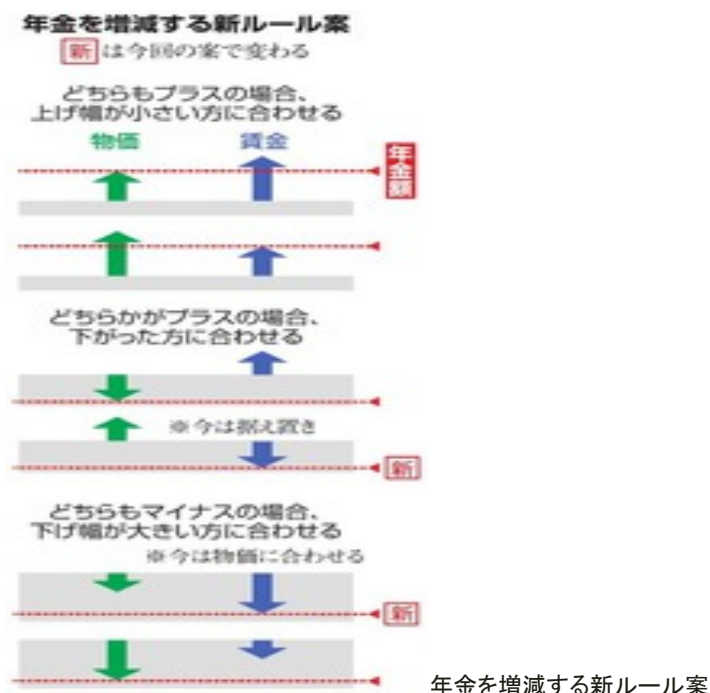 年金を増減する新ルール案
新は今回の案で変わる
どちらもプラスの場合、
上げ幅が小さい方に合わせる
物価
賃金
年金額
どちらかがプラスの場合、
下がった方に合わせる
※今は据え置き
新
どちらもマイナスの場合、
下げ幅が大きい方に合わせる
※今は物価に合わせる
新
年金を増減する新ルール案